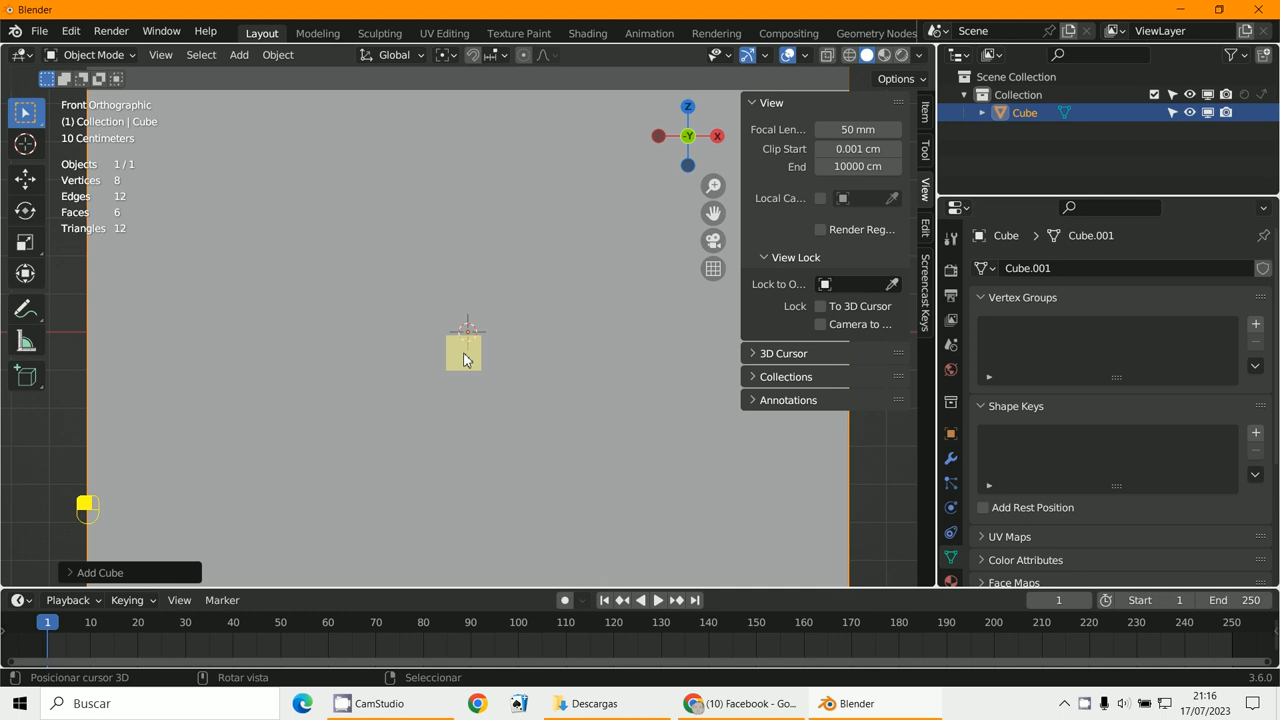 Blender
File Edit Render Window Help Layout Modeling Sculpting UV Editing Texture Paint Shading Animation Rendering Compositing Geometry Nodes Scene ViewLayer
Object Mode View Select Add Object Global
Options
Front Orthographic
(1) Collection | Cube
10 Centimeters
Objects 1 / 1
Vertices 8
Edges 12
Faces 6
Triangles 12
Z
-Y X
View
Focal Len... 50 mm
Clip Start 0.001 cm
End 10000 cm
Local Ca...
Render Reg...
View Lock
Lock to O...
Lock To 3D Cursor
Camera to ...
3D Cursor
Collections
Annotations
Item
Tool
View
Edit
Screencast Keys
Scene Collection
Collection
Cube
Cube Cube.001
Cube.001
Vertex Groups
Shape Keys
Add Rest Position
UV Maps
Color Attributes
Face Maps
Add Cube
Playback Keying View Marker 1 Start 1 End 250
1 10 20 30 40 50 60 70 80 90 100 110 120 130 140 150 160 170 180 190 200 210 220 230 240 250
Posicionar cursor 3D Rotar vista Seleccionar 3.6.0
Buscar CamStudio Descargas (10) Facebook - Go... Blender
21:16
17/07/2023